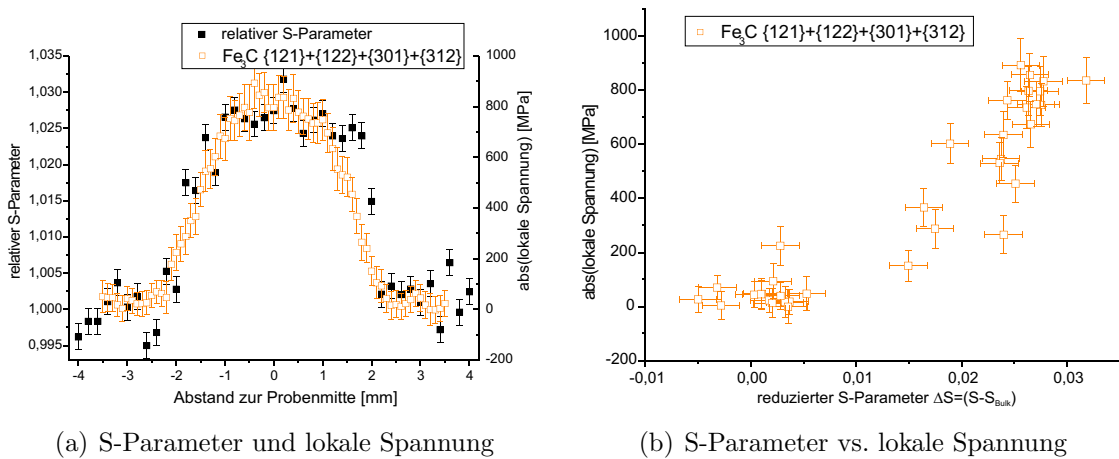 relativer S-Parameter
Fe3C {121}+{122}+{301}+{312}
1,035
1,030
1,025
1,020
1,015
1,010
1,005
1,000
0,995
relativer S-Parameter
1000
800
600
400
200
0
-200
abs(lokale Spannung) [MPa]
-4 -3 -2 -1 0 1 2 3 4
Abstand zur Probenmitte [mm]
(a) S-Parameter und lokale Spannung
Fe3C {121}+{122}+{301}+{312}
1000
800
600
400
200
0
-200
abs(lokale Spannung) [MPa]
-0,01 0,00 0,01 0,02 0,03
reduzierter S-Parameter ΔS=(S-SBulk)
(b) S-Parameter vs. lokale Spannung